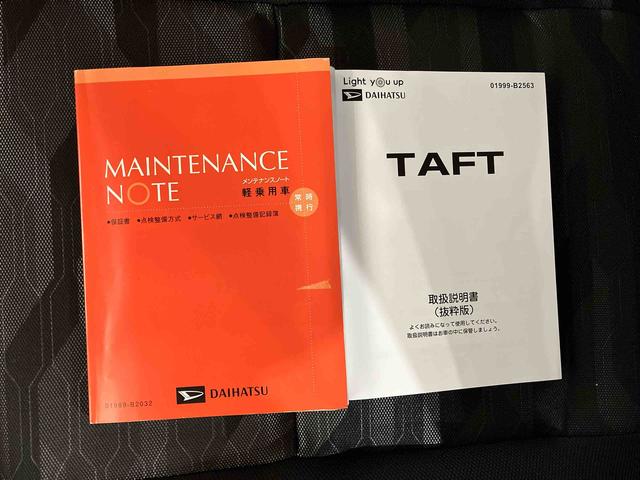 MAINTENANCE
NOTE
メンテナンスノート
軽乗用車
常時
携行
●保証書 ●点検整備方式 ●サービス網 ●点検整備記録簿
DAIHATSU
01999-B2032
Light you up
DAIHATSU
01999-B2563
TAFT
取扱説明書
（抜粋版）
よくお読みになって使用してください。
取扱説明書はお車の中に保管しましょう。